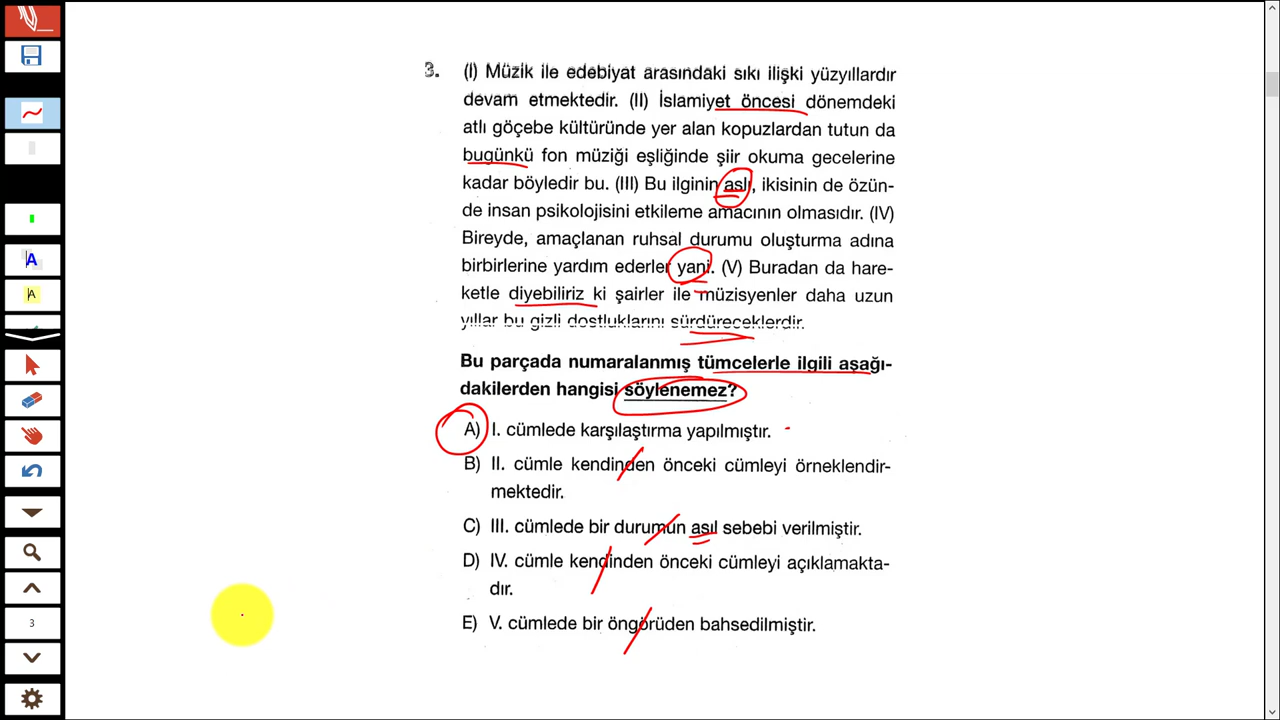 3. (I) Müzik ile edebiyat arasındaki sıkı ilişki yüzyıllardır
devam etmektedir. (II) İslamiyet öncesi dönemdeki
atlı göçebe kültüründe yer alan kopuzlardan tutun da
bugünkü fon müziği eşliğinde şiir okuma gecelerine
kadar böyledir bu. (III) Bu ilginin aslı, ikisinin de özün-
de insan psikolojisini etkileme amacının olmasıdır. (IV)
Bireyde, amaçlanan ruhsal durumu oluşturma adına
birbirlerine yardım ederler yani. (V) Buradan da hare-
ketle diyebiliriz ki şairler ile müzisyenler daha uzun
yıllar bu gizli dostluklarını sürdüreceklerdir.
Bu parçada numaralanmış tümcelerle ilgili aşağı-
dakilerden hangisi söylenemez?
A) I. cümlede karşılaştırma yapılmıştır.
B) II. cümle kendinden önceki cümleyi örneklendir-
mektedir.
C) III. cümlede bir durumun asıl sebebi verilmiştir.
D) IV. cümle kendinden önceki cümleyi açıklamakta-
dır.
E) V. cümlede bir öngörüden bahsedilmiştir.
A
A
3